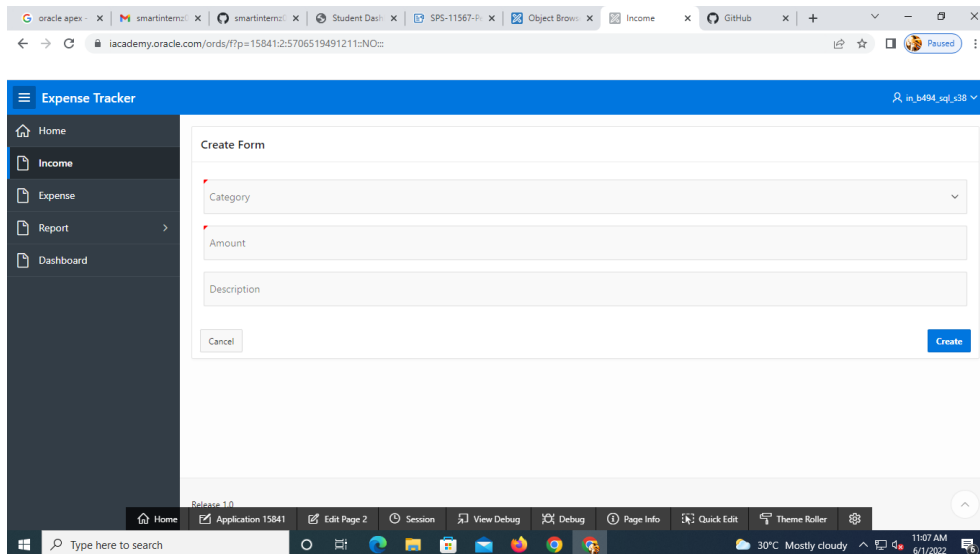 oracle apex -
smartinternz
smartinternz
Student Dash
SPS-11567-Pr
Object Brows
Income
GitHub
iacademy.oracle.com/ords/f?p=15841:2:5706519491211::NO:::
Paused
Expense Tracker
in_b494_sql_s38
Home
Income
Expense
Report
Dashboard
Create Form
Category
Amount
Description
Cancel
Create
Release 1.0
Home
Application 15841
Edit Page 2
Session
View Debug
Debug
Page Info
Quick Edit
Theme Roller
Type here to search
30°C Mostly cloudy
11:07 AM
6/1/2022